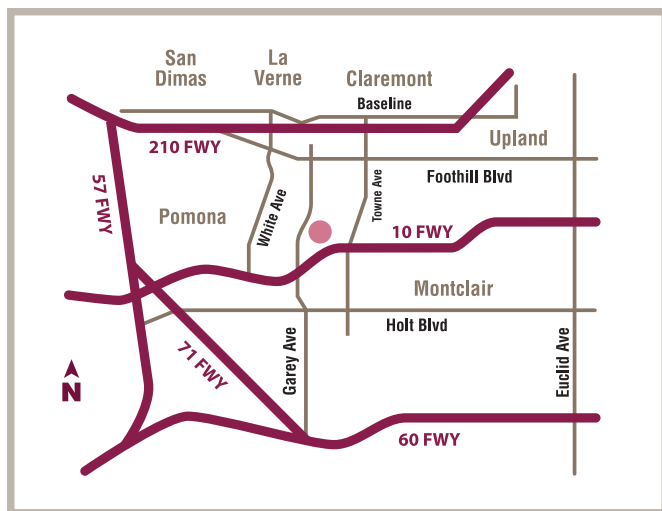 San
Dimas
La
Verne
Claremont
Baseline
210 FWY
Upland
Foothill Blvd
57 FWY
Pomona
White Ave
Towne Ave
10 FWY
Montclair
Holt Blvd
71 FWY
Garey Ave
Euclid Ave
N
60 FWY